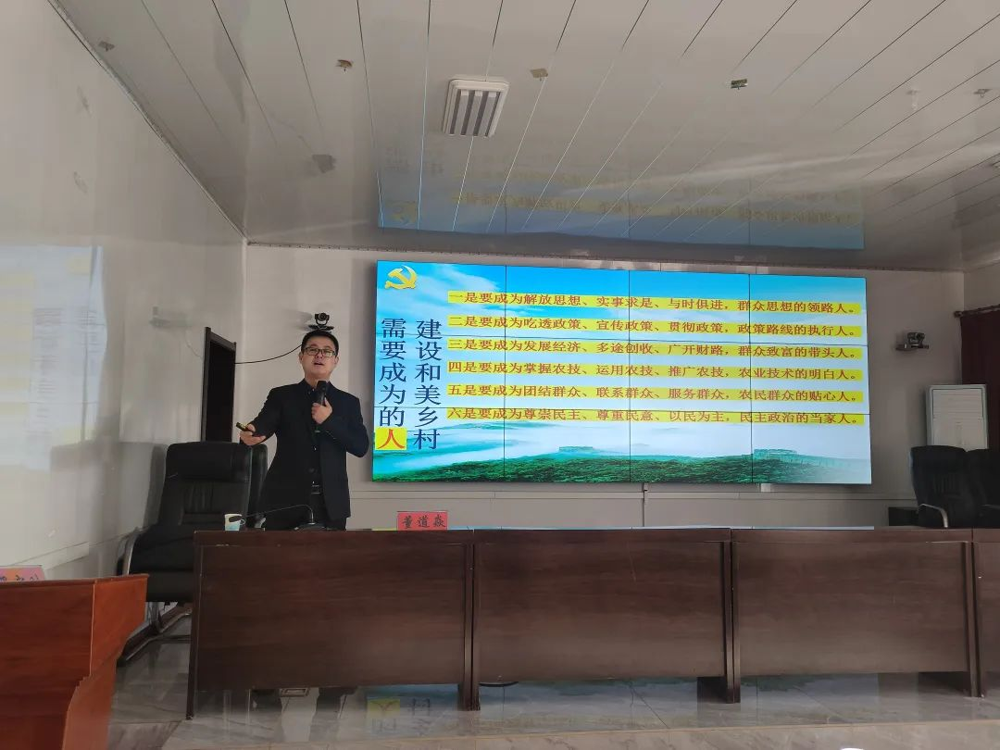 建设和美乡村
需要成为的人
一是要成为解放思想、实事求是、与时俱进，群众思想的领路人。
二是要成为吃透政策、宣传政策、贯彻政策，政策路线的执行人。
三是要成为发展经济、多途创收、广开财路，群众致富的带头人。
四是要成为掌握农技、运用农技、推广农技，农业技术的明白人。
五是要成为团结群众、联系群众、服务群众，农民群众的贴心人。
六是要成为尊崇民主、尊重民意、以民为主，民主政治的当家人。
董道焱